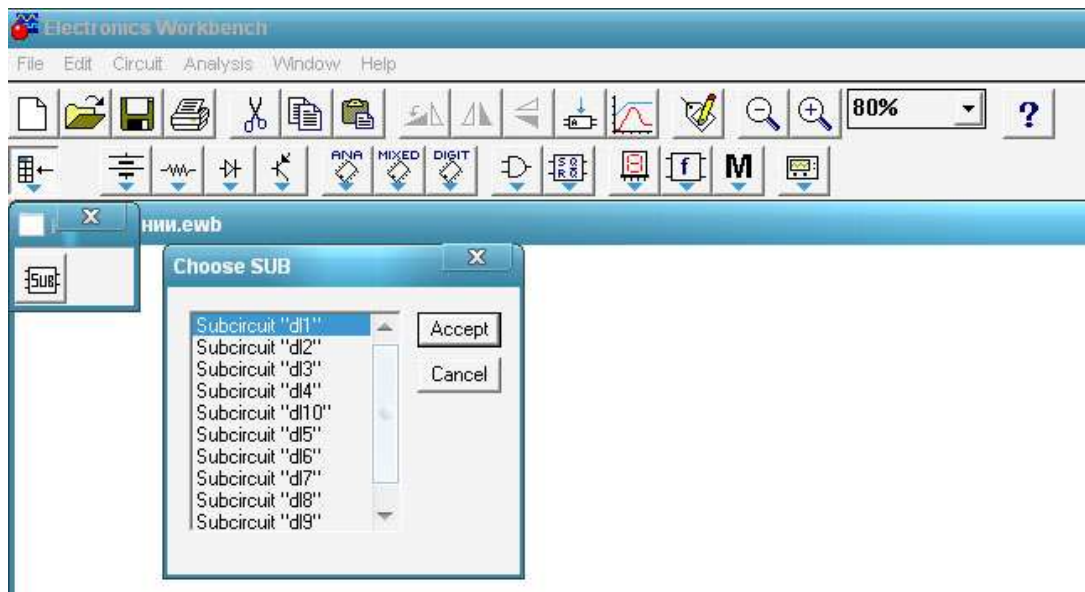 Electronics Workbench
File Edit Circuit Analysis Window Help
80%
?
ANA MIXED DIGIT
f M
нии.ewb
SUB
Choose SUB
Subcircuit "dl1"
Subcircuit "dl2"
Subcircuit "dl3"
Subcircuit "dl4"
Subcircuit "dl10"
Subcircuit "dl5"
Subcircuit "dl6"
Subcircuit "dl7"
Subcircuit "dl8"
Subcircuit "dl9"
Accept
Cancel